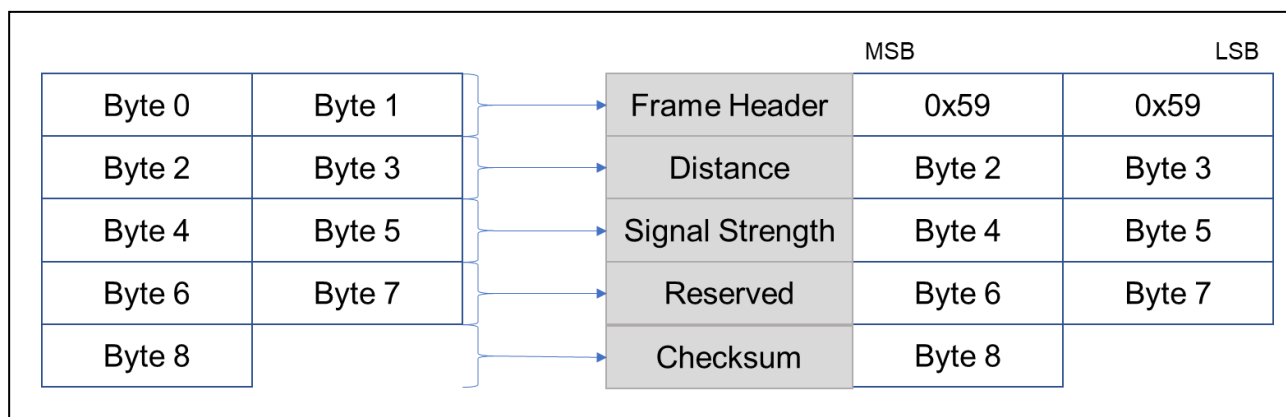 MSB LSB
Byte 0 Byte 1 Frame Header 0x59 0x59
Byte 2 Byte 3 Distance Byte 2 Byte 3
Byte 4 Byte 5 Signal Strength Byte 4 Byte 5
Byte 6 Byte 7 Reserved Byte 6 Byte 7
Byte 8 Checksum Byte 8